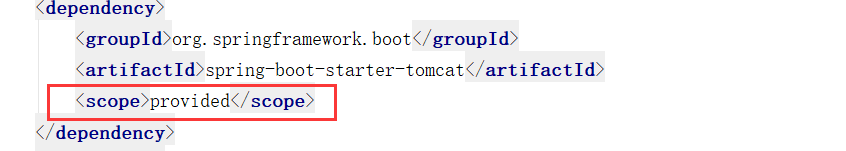 <dependency>
<groupId>org.springframework.boot</groupId>
<artifactId>spring-boot-starter-tomcat</artifactId>
<scope>provided</scope>
</dependency>